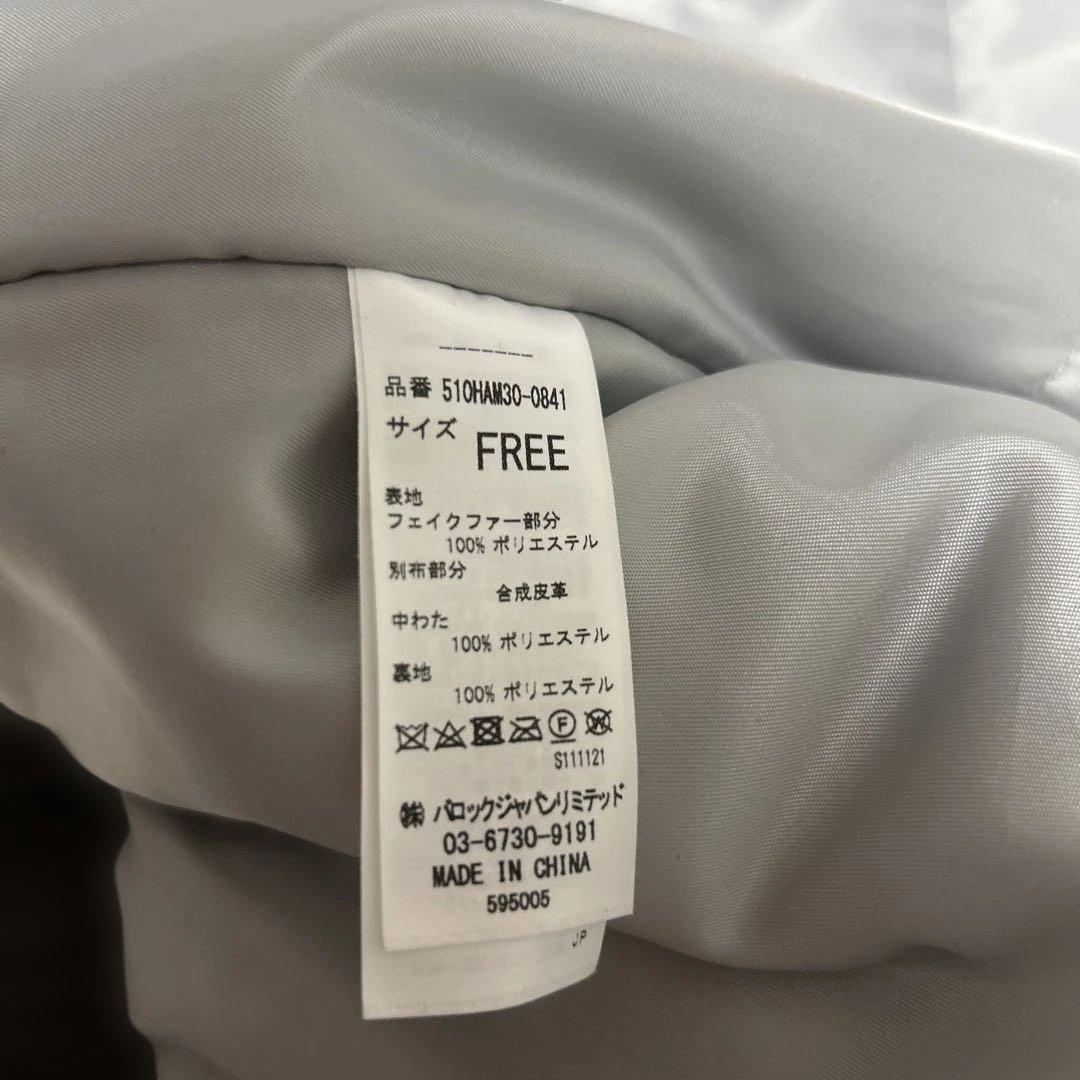 -------
品番 510HAM30-0841
サイズ FREE
表地
フェイクファー部分
100% ポリエステル
別布部分
合成皮革
中わた
100% ポリエステル
裏地
100% ポリエステル
F W
S111121
㈱ バロックジャパンリミテッド
03-6730-9191
MADE IN CHINA
595005
JP